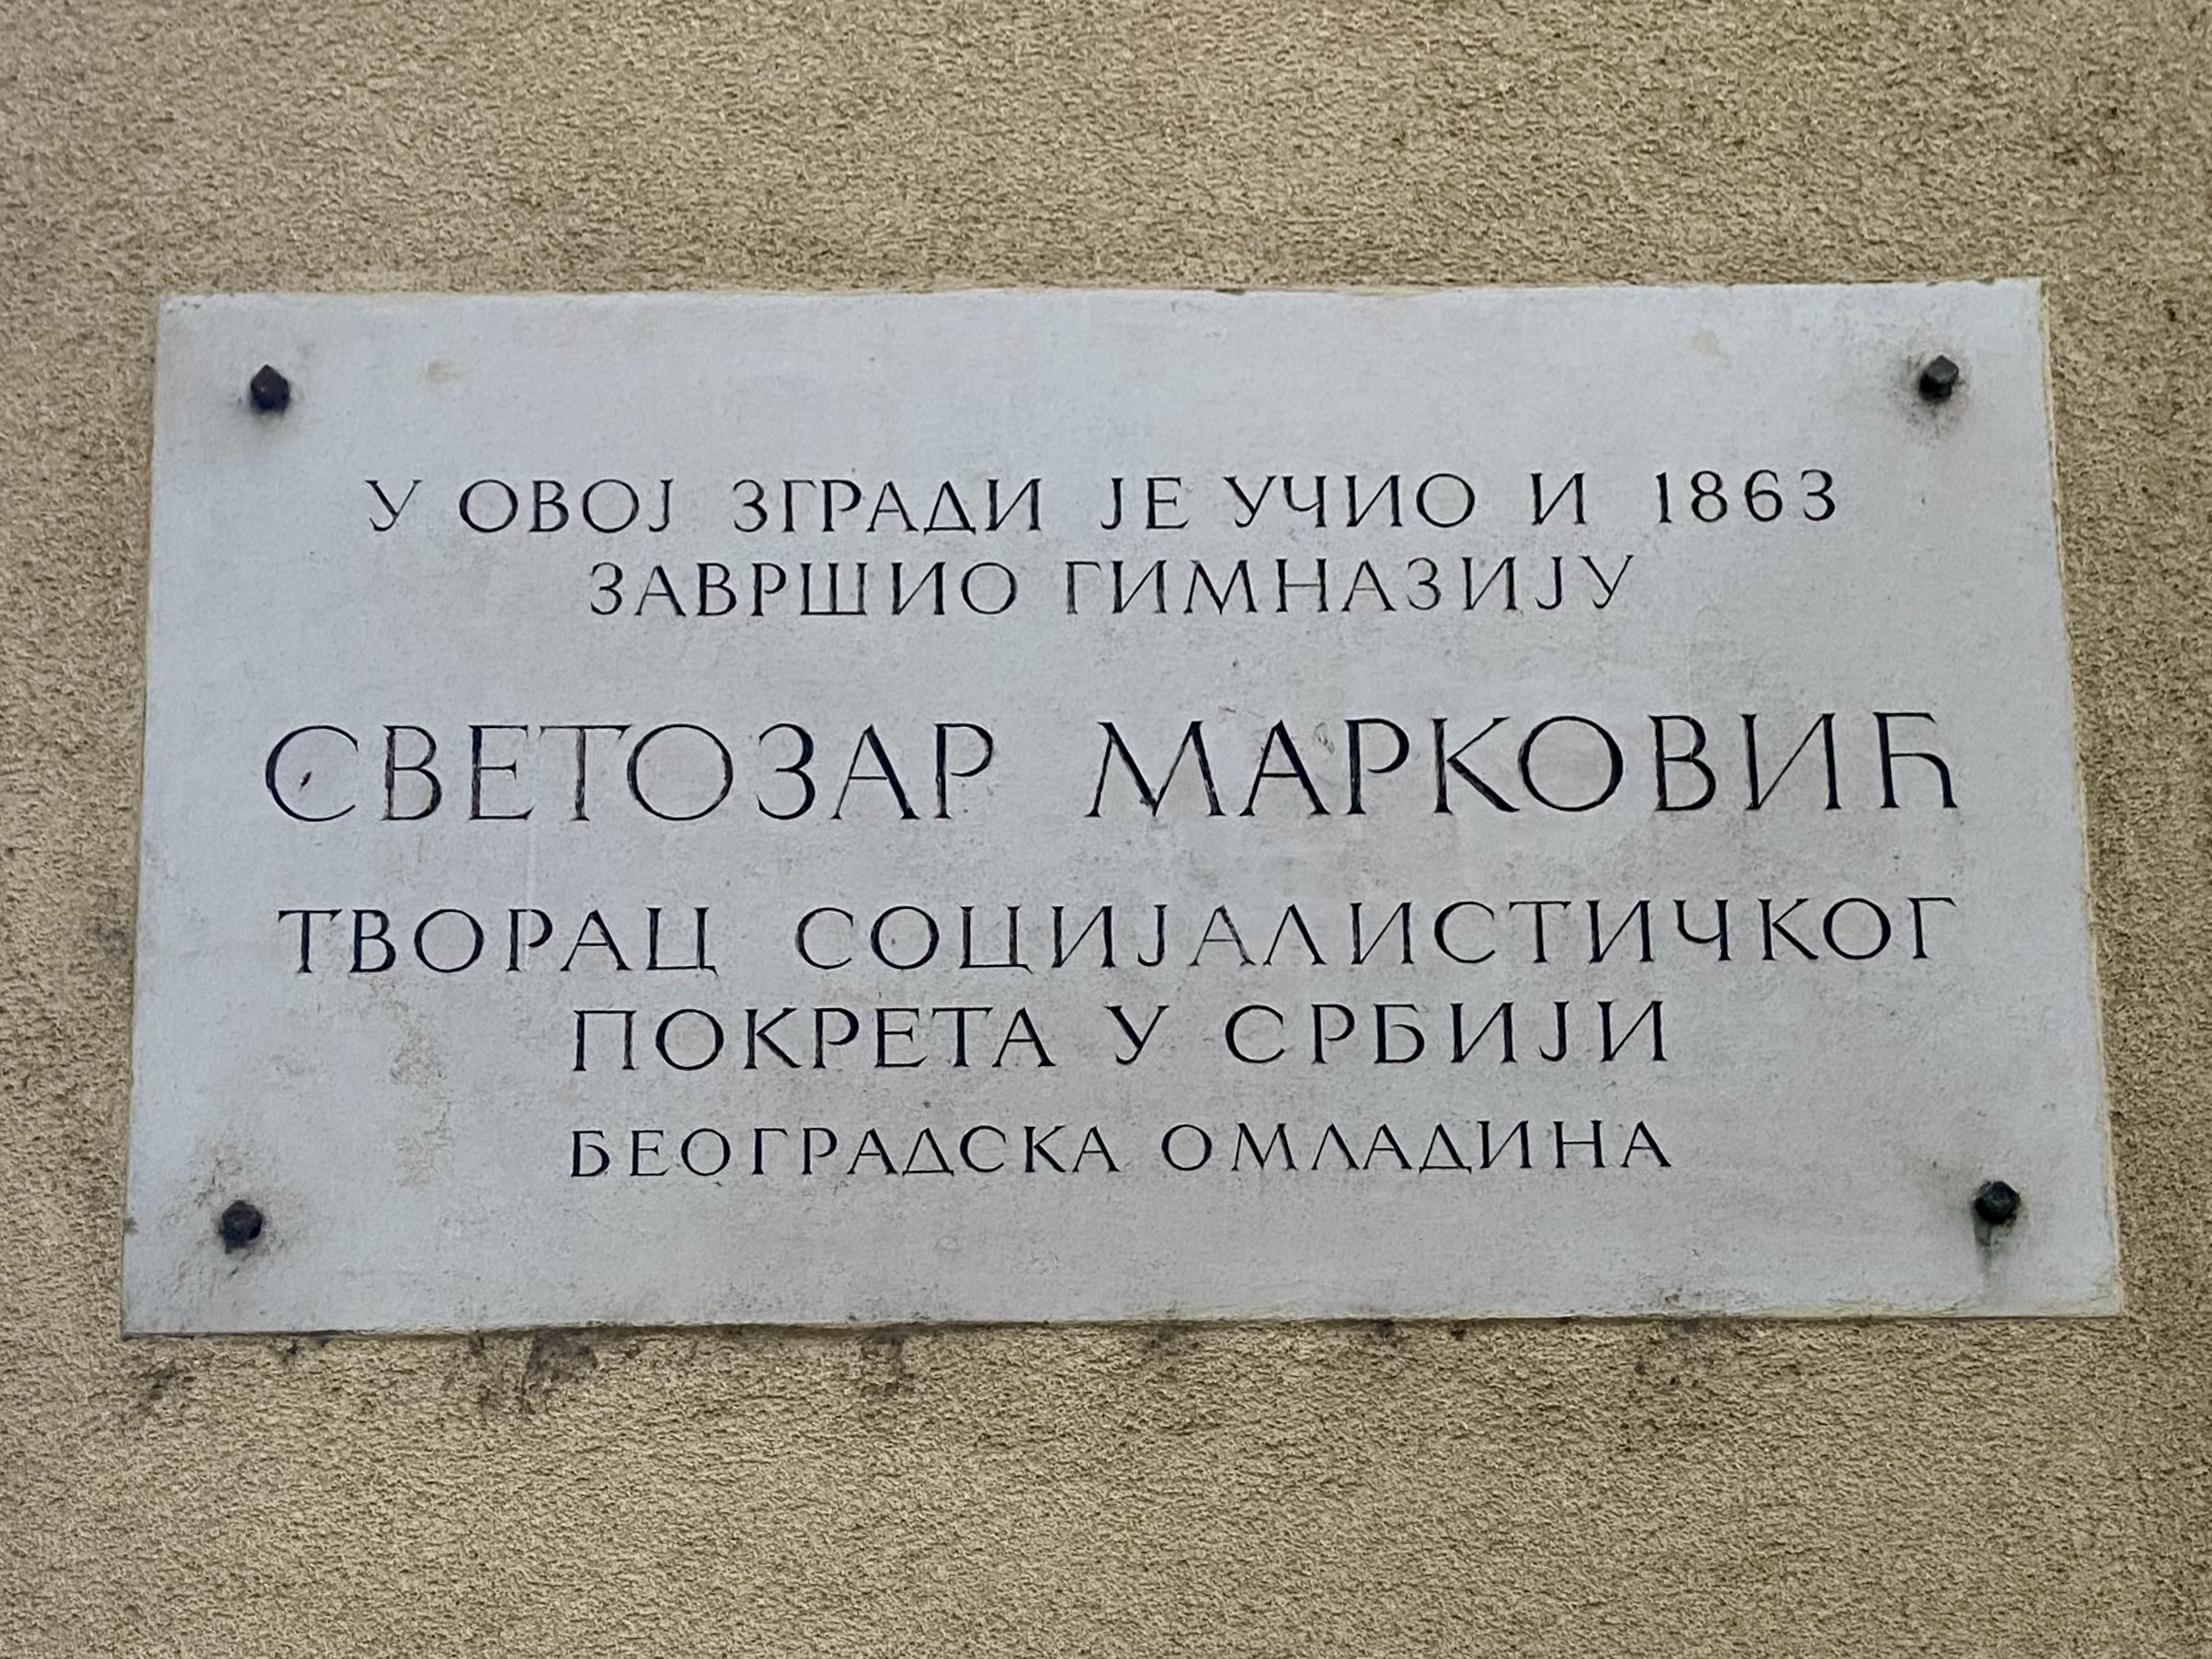 У ОВОЈ ЗГРАДИ ЈЕ УЧИО И 1863
ЗАВРШИО ГИМНАЗИЈУ
СВЕТОЗАР МАРКОВИЋ
ТВОРАЦ СОЦИЈАЛИСТИЧКОГ
ПОКРЕТА У СРБИЈИ
БЕОГРАДСКА ОМЛАДИНА